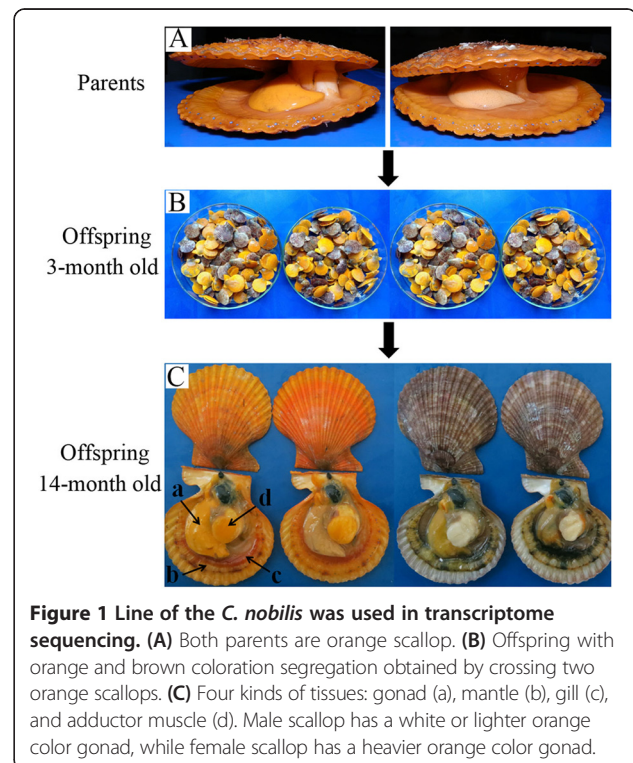 A
Parents
B
Offspring
3-month old
C
Offspring
14-month old
a
d
b
c
Figure 1 Line of the C. nobilis was used in transcriptome
sequencing. (A) Both parents are orange scallop. (B) Offspring with
orange and brown coloration segregation obtained by crossing two
orange scallops. (C) Four kinds of tissues: gonad (a), mantle (b), gill (c),
and adductor muscle (d). Male scallop has a white or lighter orange
color gonad, while female scallop has a heavier orange color gonad.